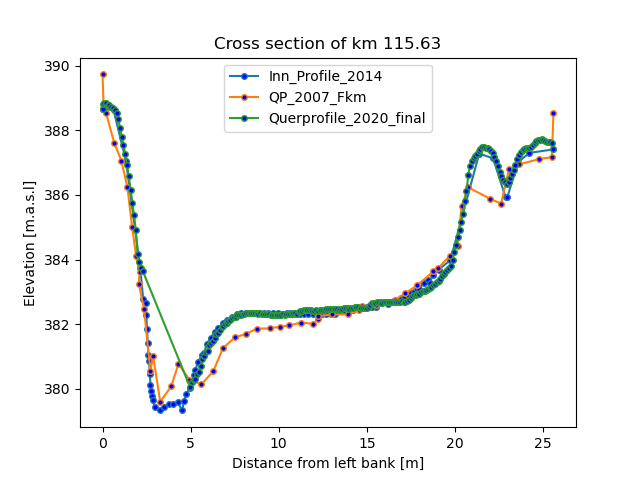 Cross section of km 115.63
Inn_Profile_2014
QP_2007_Fkm
Querprofile_2020_final
Elevation [m.a.s.l]
390
388
386
384
382
380
0 5 10 15 20 25
Distance from left bank [m]